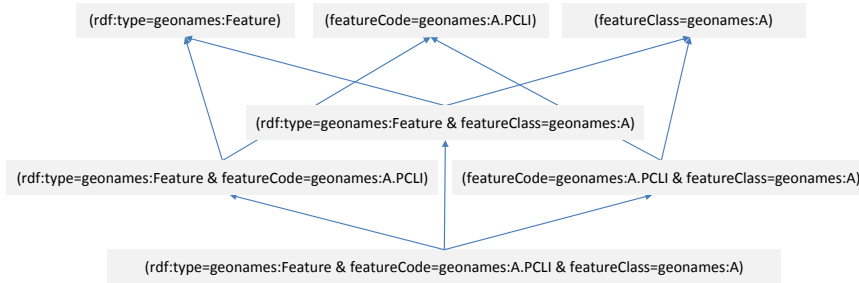 (rdf:type=geonames:Feature)
(featureCode=geonames:A.PCLI)
(featureClass=geonames:A)
(rdf:type=geonames:Feature & featureClass=geonames:A)
(rdf:type=geonames:Feature & featureCode=geonames:A.PCLI)
(featureCode=geonames:A.PCLI & featureClass=geonames:A)
(rdf:type=geonames:Feature & featureCode=geonames:A.PCLI & featureClass=geonames:A)